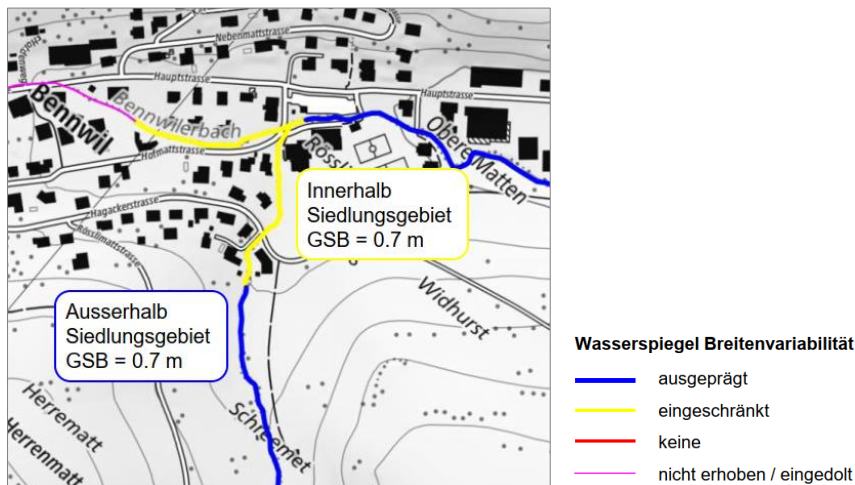 Nebenmattstrasse
Hauptstrasse
Hauptstrasse
Bennwil
Bennwilerbach
Hofmattstrasse
Obere Matten
Innerhalb
Siedlungsgebiet
GSB = 0.7 m
Hagackerstrasse
Rösslimattstrasse
Ausserhalb
Siedlungsgebiet
GSB = 0.7 m
Widhurst
Herrematt
Herrenmatt
Wasserspiegel Breitenvariabilität
ausgeprägt
eingeschränkt
keine
nicht erhoben / eingedolt